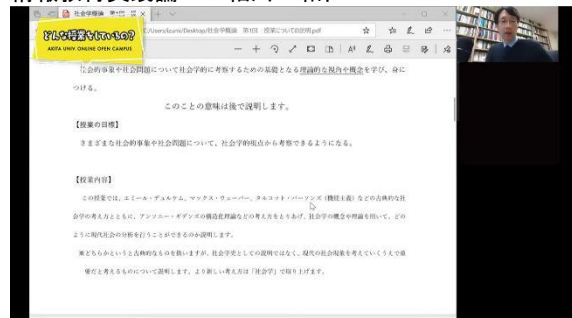 社会学概論 第1回 授
どんな授業をしているの?
AKITA UNIV. ONLINE OPEN CAMPUS
C:/Users/izumi/Desktop/社会学概論 第1回 授業についての説明.pdf
社会的事象や社会問題について社会学的に考察するための基礎となる理論的な視角や概念を学び、身に
つける。
このことの意味は後で説明します。
【授業の目標】
さまざまな社会的事象や社会問題について、社会学的視点から考察できるようになる。
【授業内容】
この授業では、エミール・デュルケム、マックス・ウェーバー、タルコット・パーソンズ（機能主義）などの古典的な社
会学の考え方とともに、アンソニー・ギデンズの構造化理論などの考え方をとりあげ、社会学の概念や理論を用いて、どの
ように現代社会の分析を行うことができるのか説明します。
※どちらかというと古典的なものを扱いますが、社会学史としての説明ではなく、現代の社会現象を考えていくうえで重
要だと考えるものについて説明します。より新しい考え方は「社会学」で取り上げます。